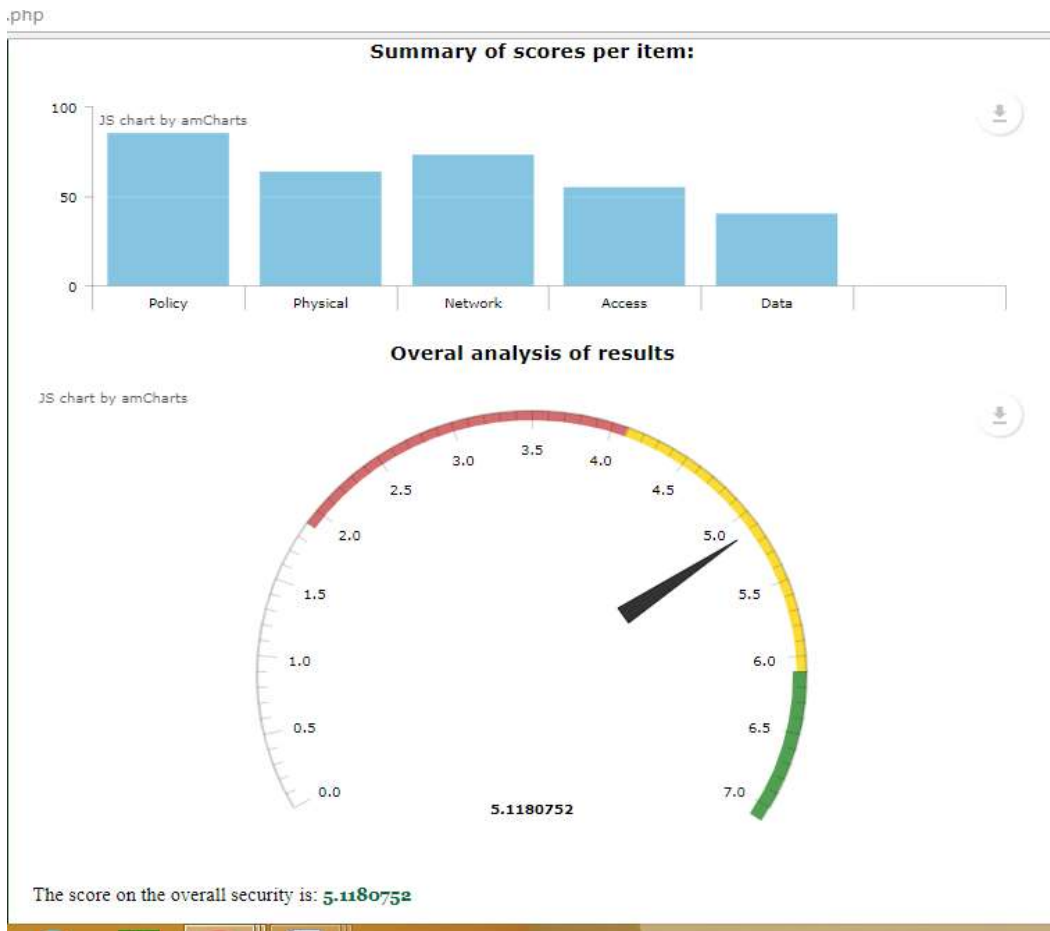 .php
Summary of scores per item:
100
JS chart by amCharts
50
0
Policy Physical Network Access Data
Overal analysis of results
JS chart by amCharts
0.0
0.5
1.0
1.5
2.0
2.5
3.0
3.5
4.0
4.5
5.0
5.5
6.0
6.5
7.0
5.1180752
The score on the overall security is: 5.1180752